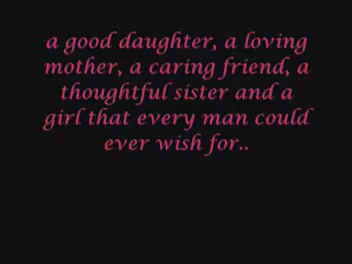 a good daughter, a loving
mother, a caring friend, a
thoughtful sister and a
girl that every man could
ever wish for..